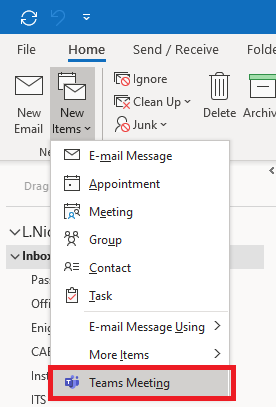 File Home Send / Receive Folde
New Email
New Items
Ignore
Clean Up
Junk
Delete
Archiv
Ne
E-mail Message
Appointment
Meeting
Group
Contact
Task
E-mail Message Using
More Items
Teams Meeting
Drag
L.Nic
Inbox
Pas
Offi
Enig
CAE
Inst
ITS